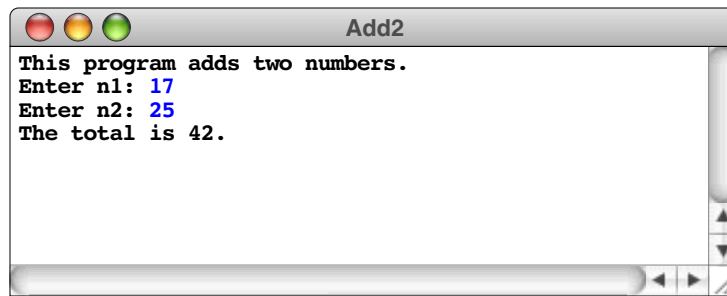 Add2
This program adds two numbers.
Enter n1: 17
Enter n2: 25
The total is 42.